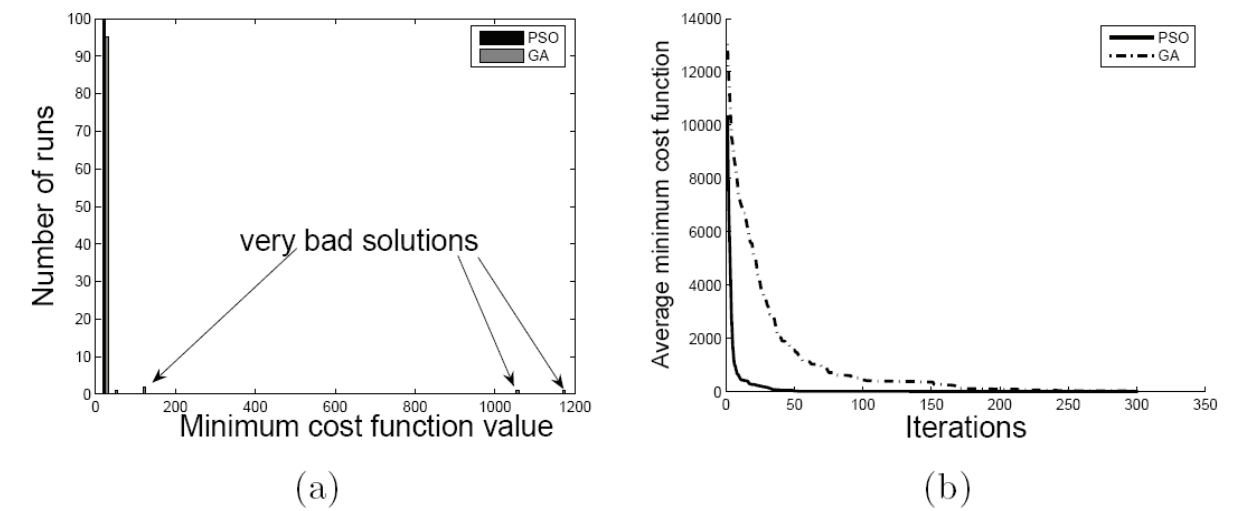 100
90
80
70
60
50
40
30
20
10
0
Number of runs
PSO
GA
very bad solutions
0 200 400 600 800 1000 1200
Minimum cost function value
(a)
14000
12000
10000
8000
6000
4000
2000
0
Average minimum cost function
PSO
GA
0 50 100 150 200 250 300 350
Iterations
(b)